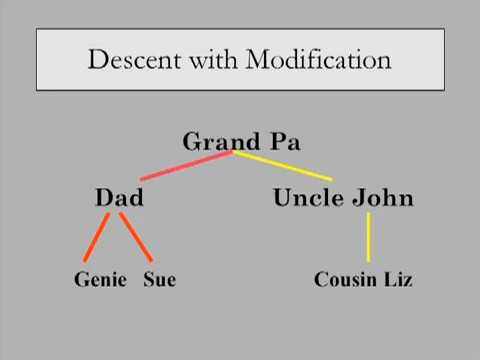 Descent with Modification
Grand Pa
Dad Uncle John
Genie Sue Cousin Liz